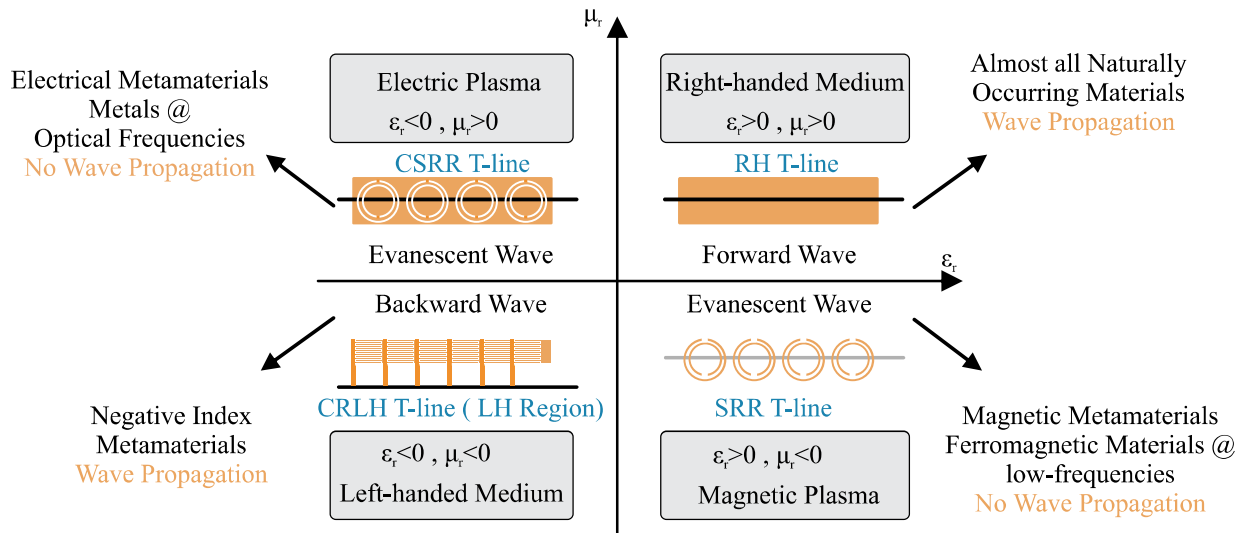 μr
Electrical Metamaterials
Metals @
Optical Frequencies
No Wave Propagation
Electric Plasma
εr<0 , μr>0
CSRR T-line
Evanescent Wave
Right-handed Medium
εr>0 , μr>0
RH T-line
Forward Wave
Almost all Naturally
Occurring Materials
Wave Propagation
εr
Backward Wave
CRLH T-line ( LH Region)
εr<0 , μr<0
Left-handed Medium
Negative Index
Metamaterials
Wave Propagation
Evanescent Wave
SRR T-line
εr>0 , μr<0
Magnetic Plasma
Magnetic Metamaterials
Ferromagnetic Materials @
low-frequencies
No Wave Propagation